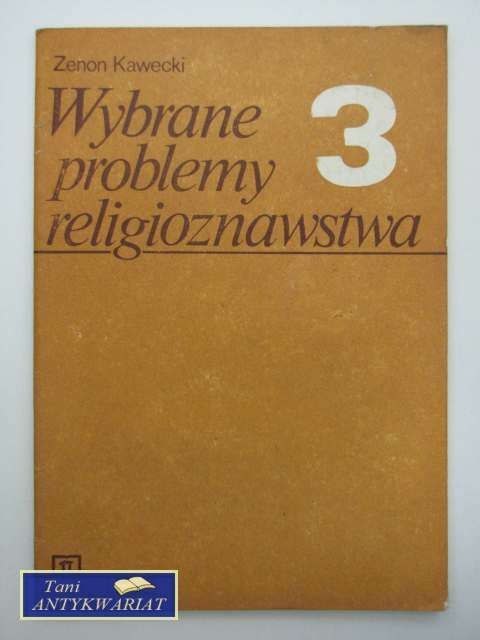 Zenon Kawecki
Wybrane
problemy
religioznawstwa
3
Tani
ANTYKWARIAT